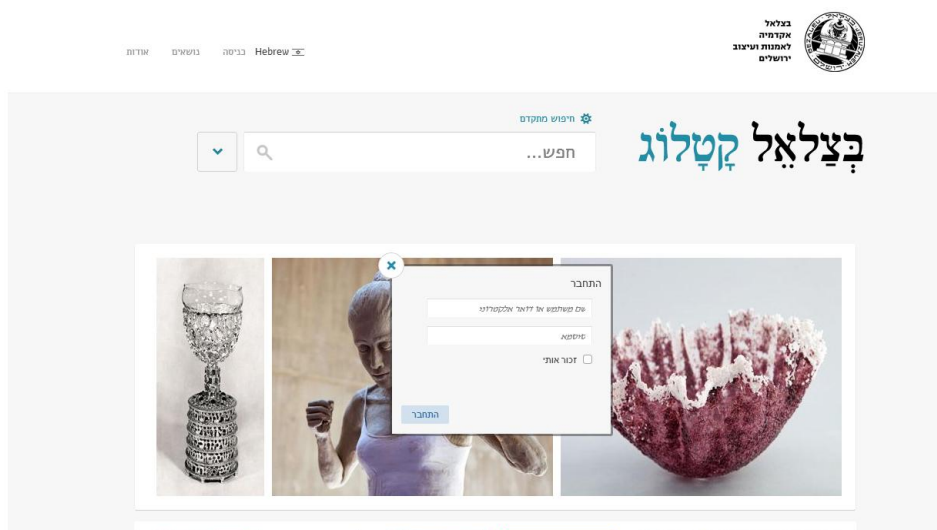 בצלאל
אקדמיה
לאמנות ועיצוב
ירושלים
Hebrew כניסה נושאים אודות
חיפוש מתקדם
בְּצַלְאֵל קָטָלוֹג
חפש...
התחבר
שם משתמש או דואר אלקטרוני
סיסמא
זכור אותי
התחבר